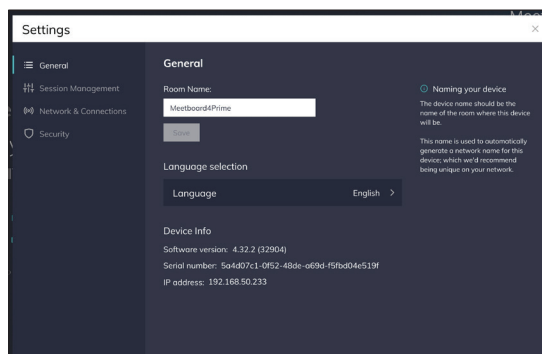 Settings
General
Session Management
Network & Connections
Security
General
Room Name:
Meetboard4Prime
Save
Language selection
Language English
Device Info
Software version: 4.32.2 (32904)
Serial number: 5a4d07c1-0f52-48de-a69d-f5fbd04e519f
IP address: 192.168.50.233
Naming your device
The device name should be the
name of the room where this device
will be.
This name is used to automatically
generate a network name for this
device; which we'd recommend
being unique on your network.